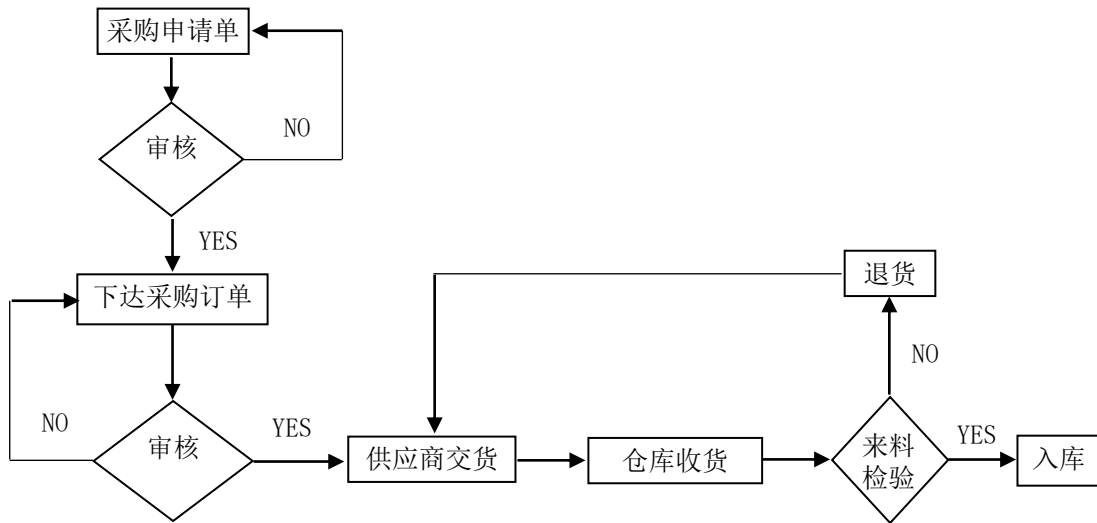 采购申请单
审核
NO
YES
下达采购订单
审核
NO
YES
供应商交货
仓库收货
来料
检验
YES
入库
NO
退货